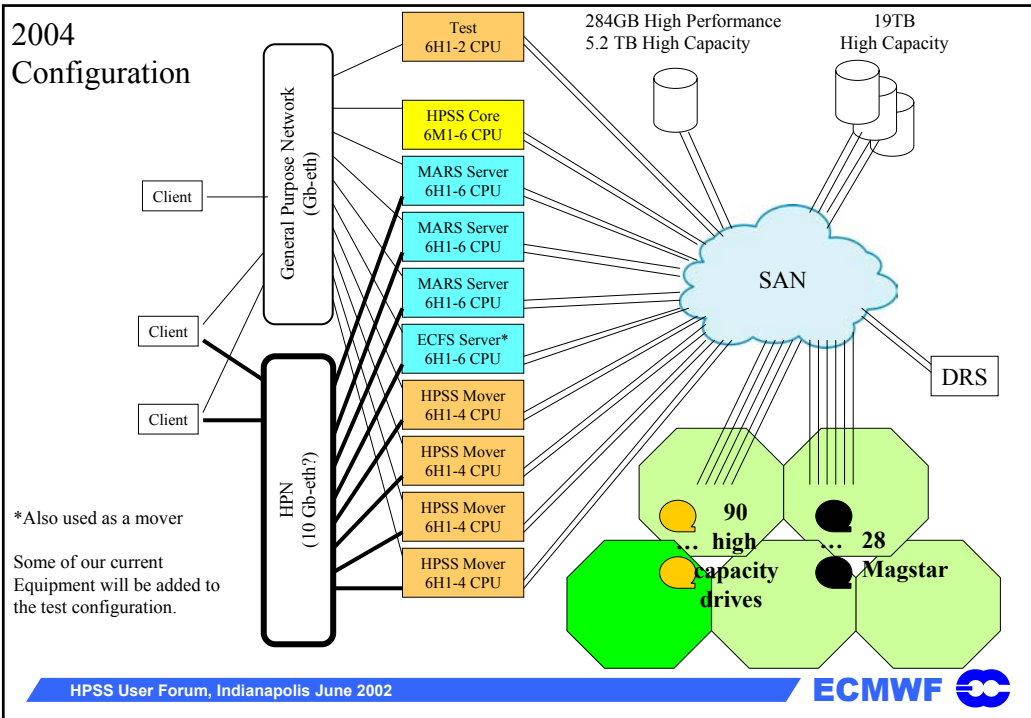 2004
Configuration
Test
6H1-2 CPU
284GB High Performance
5.2 TB High Capacity
19TB
High Capacity
General Purpose Network
(Gb-eth)
HPSS Core
6M1-6 CPU
MARS Server
6H1-6 CPU
Client
MARS Server
6H1-6 CPU
MARS Server
6H1-6 CPU
SAN
Client
ECFS Server*
6H1-6 CPU
DRS
Client
HPSS Mover
6H1-4 CPU
HPN
(10 Gb-eth?)
HPSS Mover
6H1-4 CPU
HPSS Mover
6H1-4 CPU
HPSS Mover
6H1-4 CPU
*Also used as a mover
Some of our current
Equipment will be added to
the test configuration.
90
... high
capacity
drives
... 28
Magstar
HPSS User Forum, Indianapolis June 2002
ECMWF